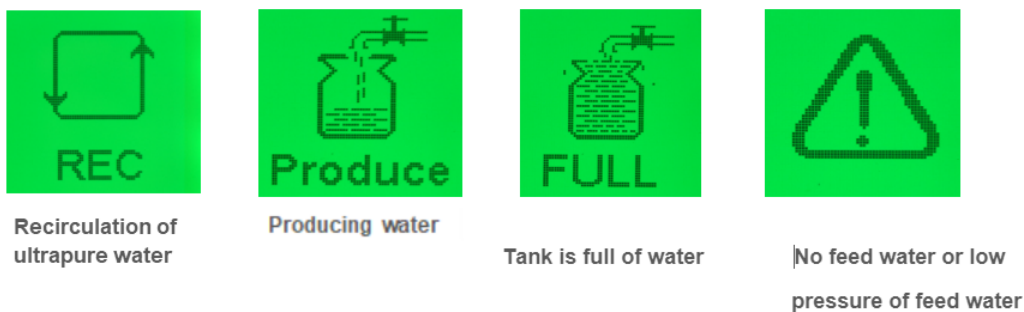 REC
Produce
FULL
Recirculation of
ultrapure water
Producing water
Tank is full of water
No feed water or low
pressure of feed water